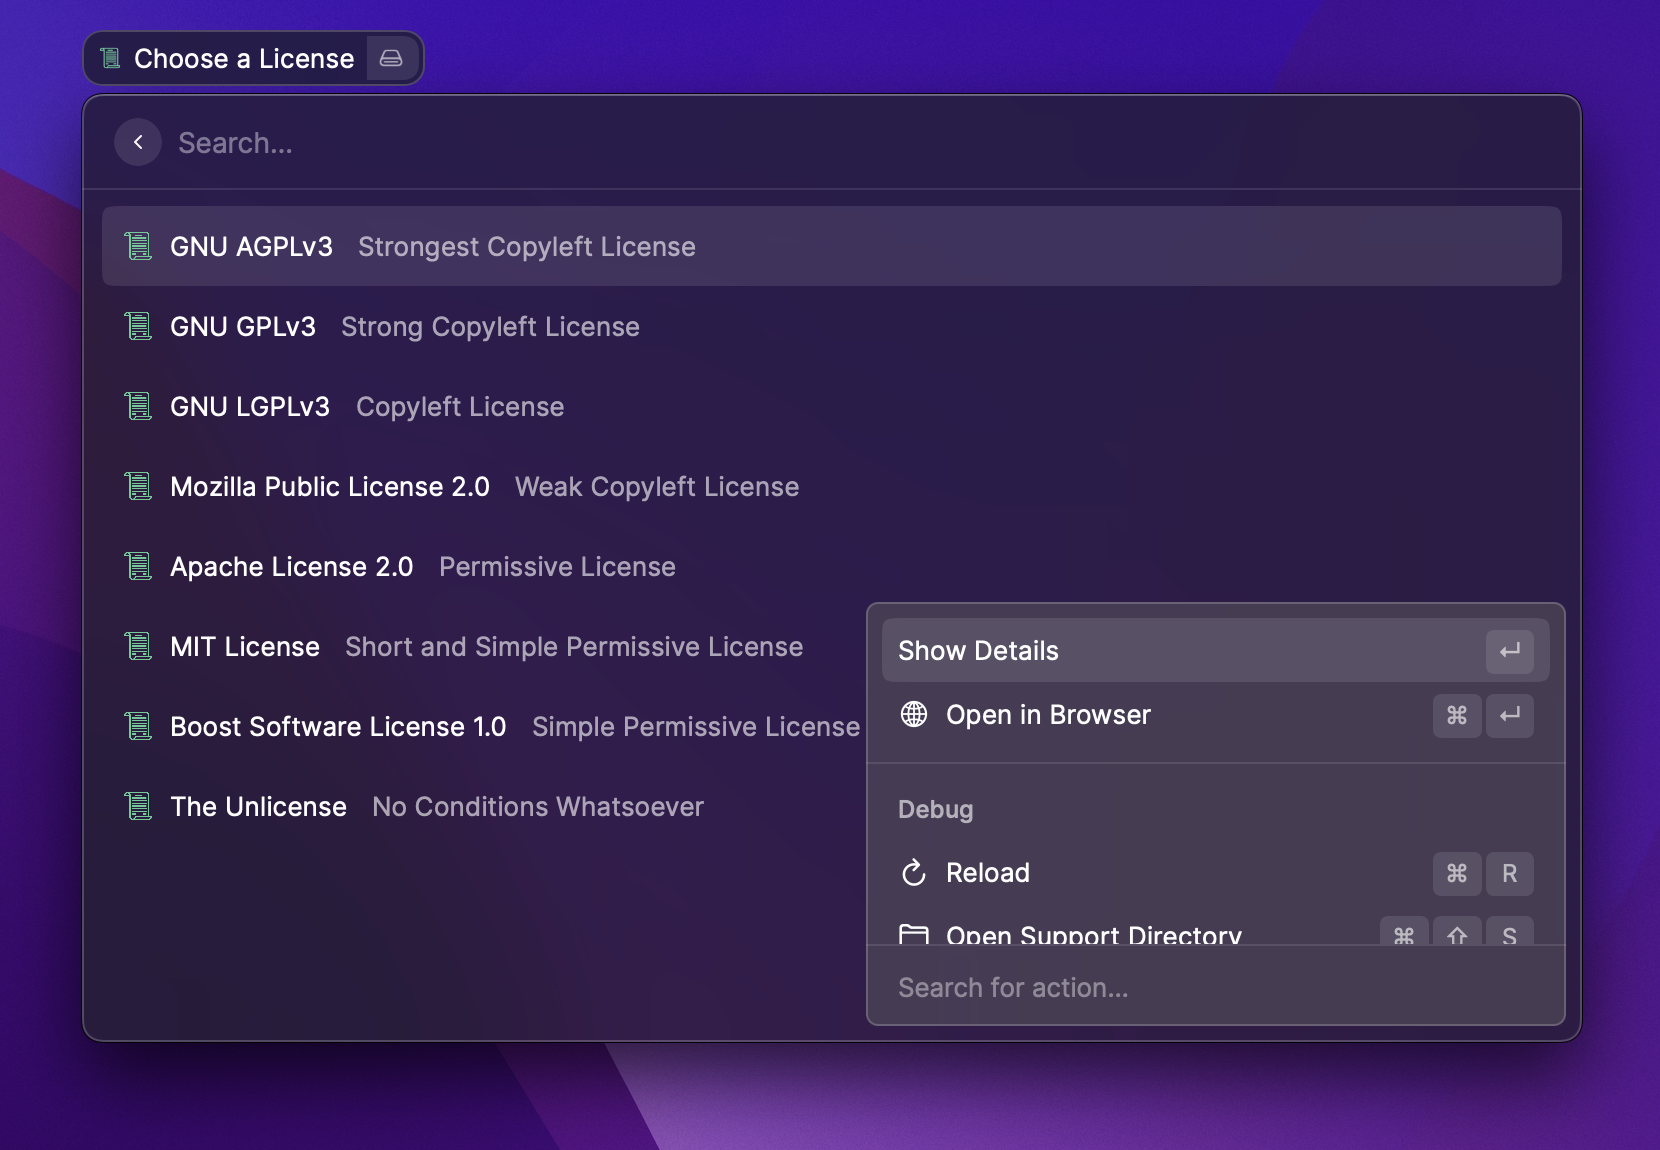 Choose a License
Search...
GNU AGPLv3 Strongest Copyleft License
GNU GPLv3 Strong Copyleft License
GNU LGPLv3 Copyleft License
Mozilla Public License 2.0 Weak Copyleft License
Apache License 2.0 Permissive License
MIT License Short and Simple Permissive License
Boost Software License 1.0 Simple Permissive License
The Unlicense No Conditions Whatsoever
Show Details ↵
Open in Browser ⌘ ↵
Debug
Reload ⌘ R
Open Support Directory ⌘ ⇧ S
Search for action...